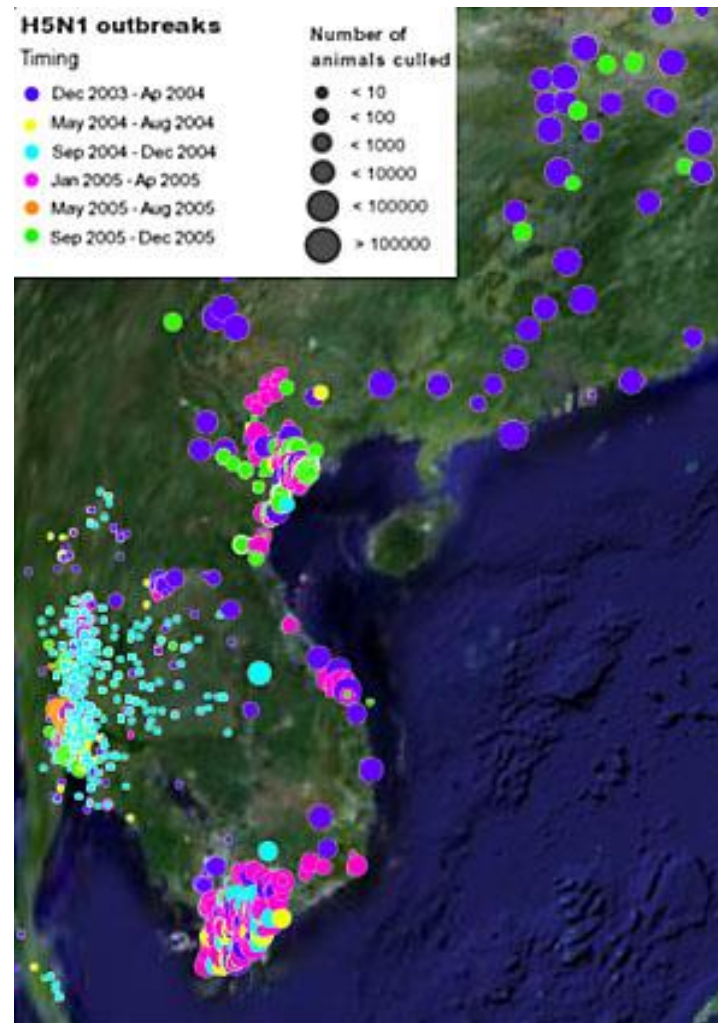 H5N1 outbreaks
Timing
Dec 2003 - Ap 2004
May 2004 - Aug 2004
Sep 2004 - Dec 2004
Jan 2005 - Ap 2005
May 2005 - Aug 2005
Sep 2005 - Dec 2005
Number of
animals culled
< 10
< 100
< 1000
< 10000
< 100000
> 100000